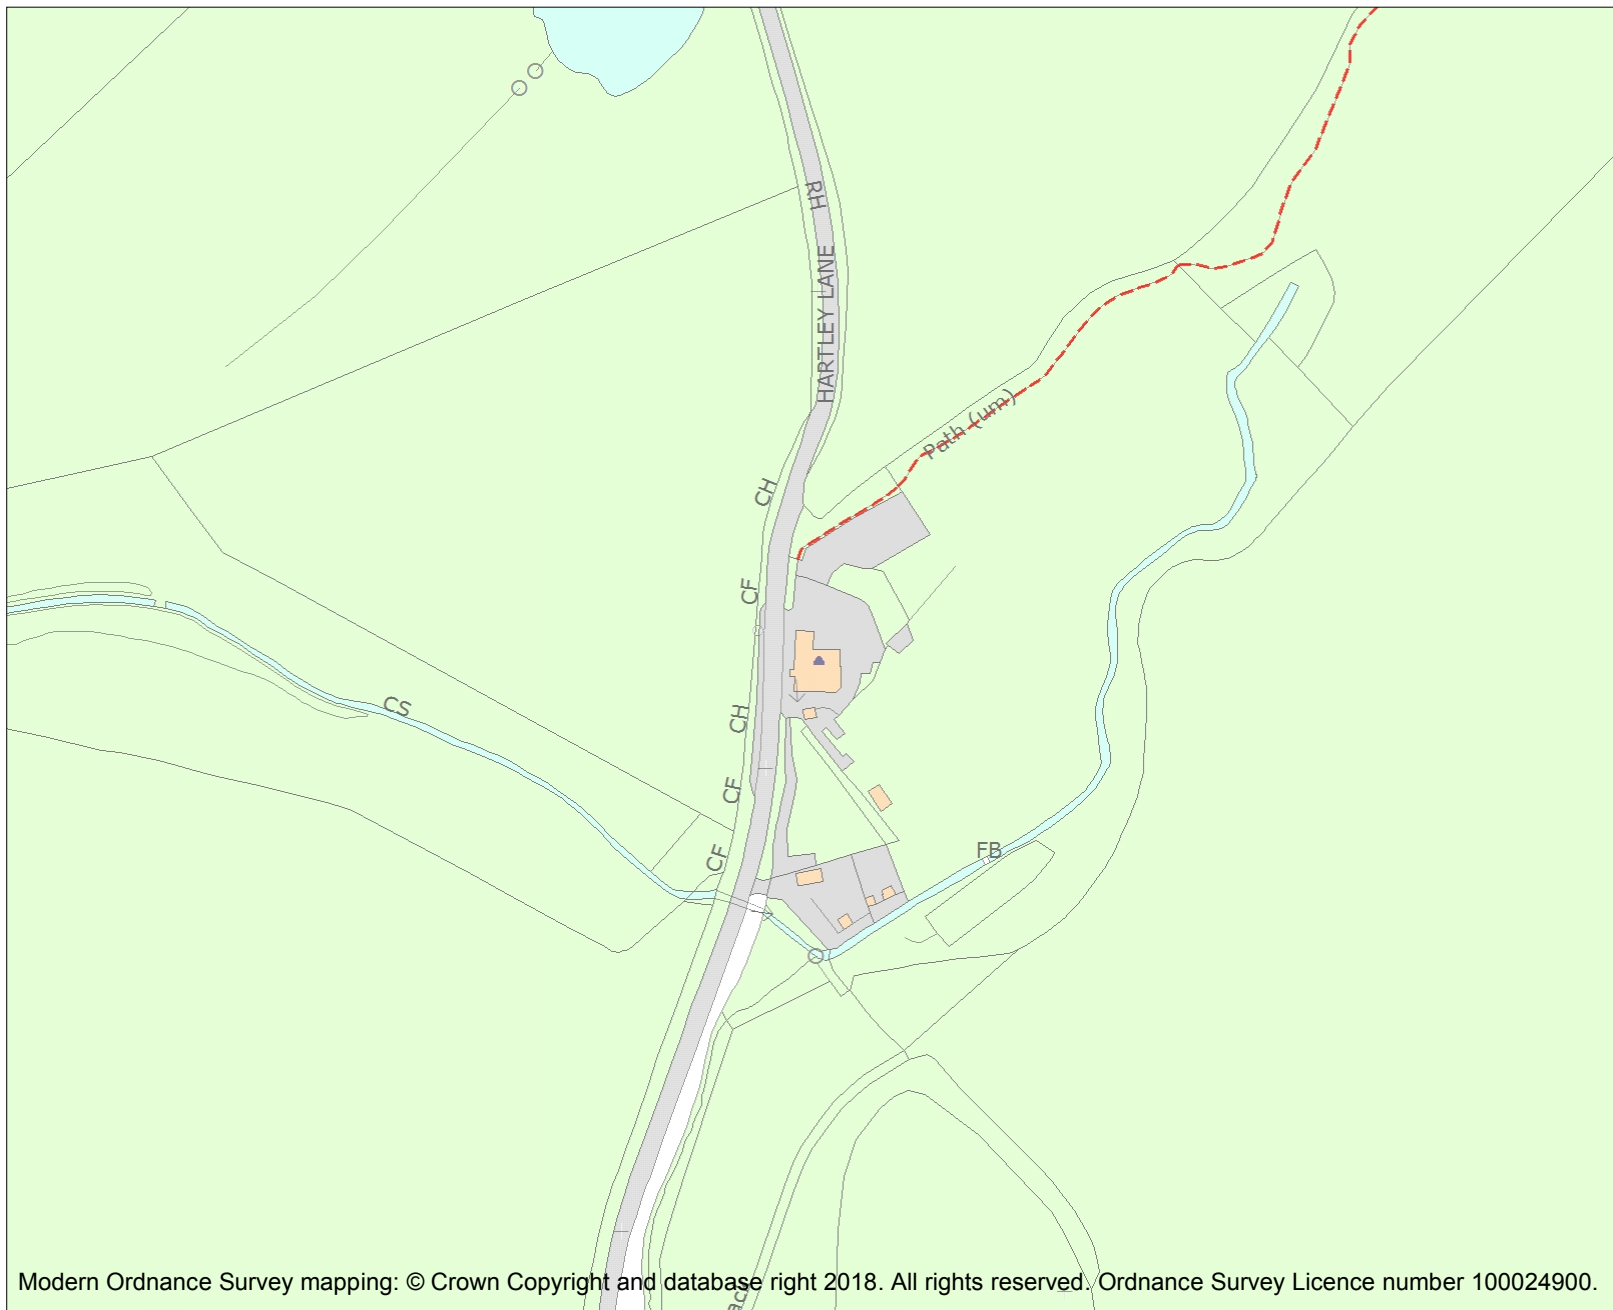 RH
HARTLEY LANE
Path (um)
CH
CF
CS
CH
CF
CF
FB
Modern Ordnance Survey mapping: © Crown Copyright and database right 2018. All rights reserved. Ordnance Survey Licence number 100024900.